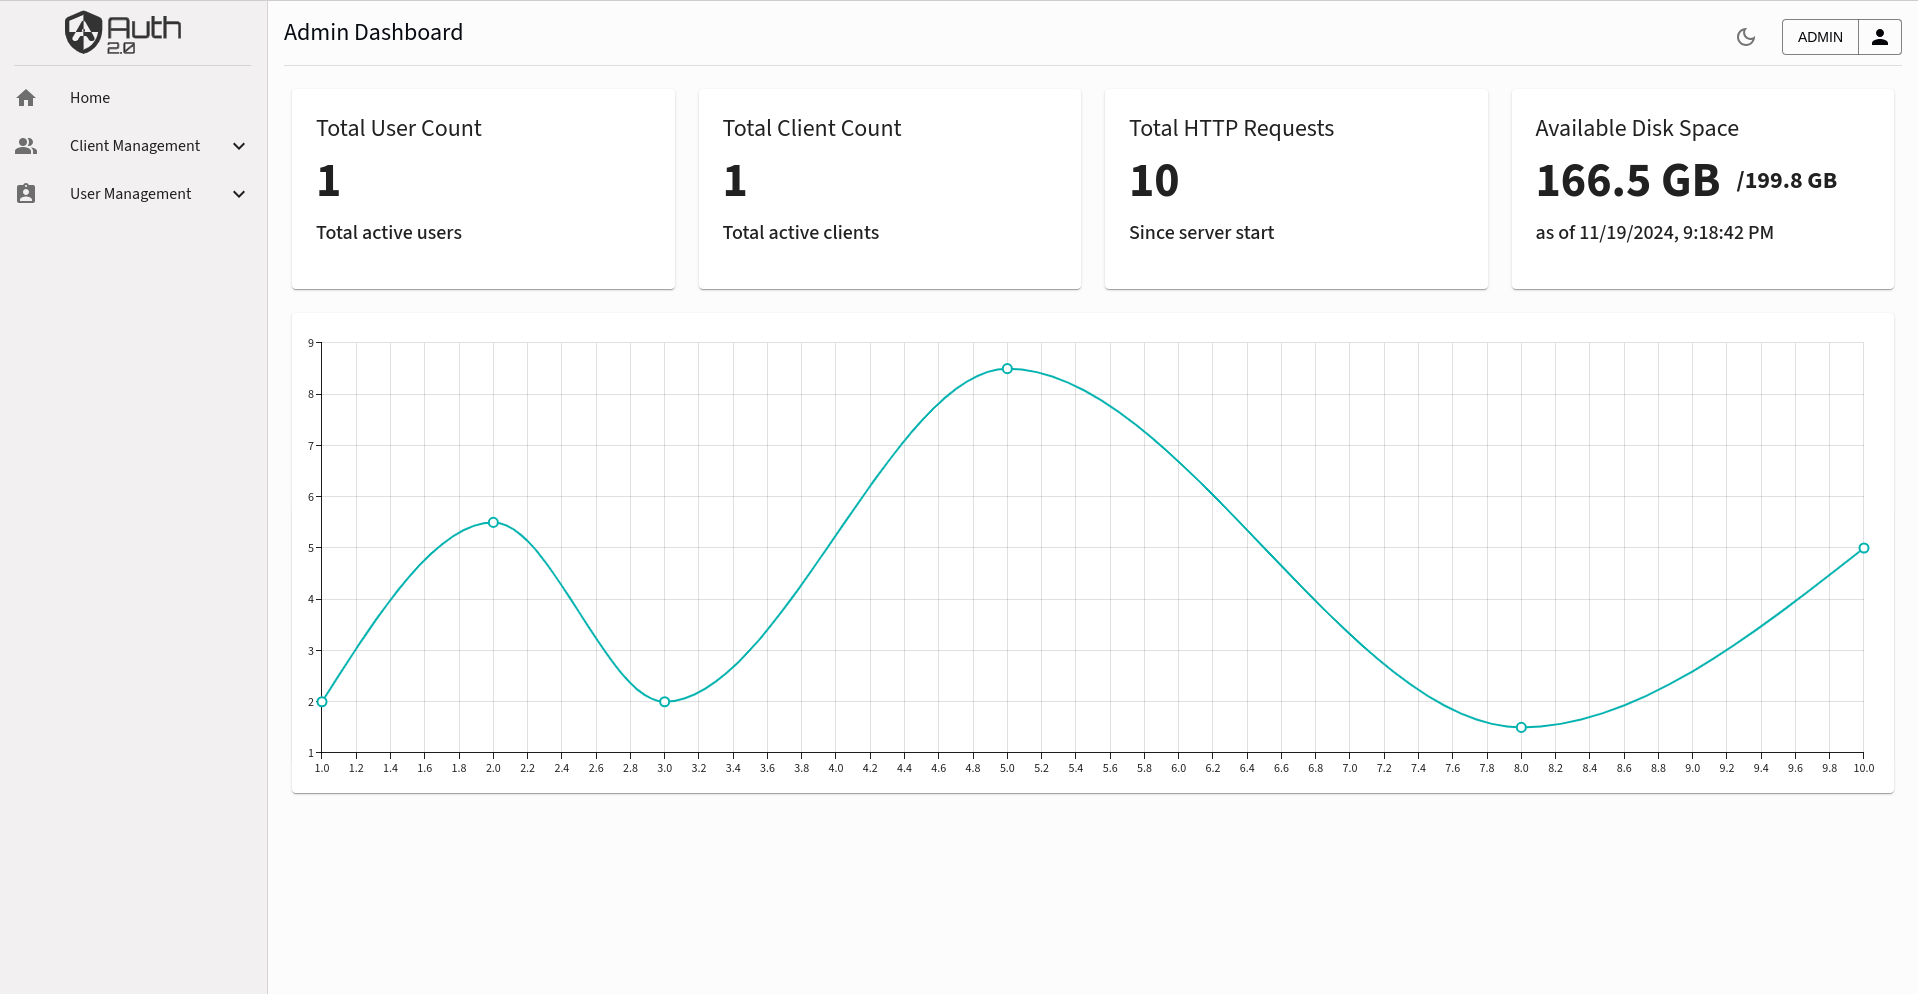 Auth
2.0
Admin Dashboard
ADMIN
Home
Client Management
User Management
Total User Count
1
Total active users
Total Client Count
1
Total active clients
Total HTTP Requests
10
Since server start
Available Disk Space
166.5 GB /199.8 GB
as of 11/19/2024, 9:18:42 PM
9
8
7
6
5
4
3
2
1
1.0 1.2 1.4 1.6 1.8 2.0 2.2 2.4 2.6 2.8 3.0 3.2 3.4 3.6 3.8 4.0 4.2 4.4 4.6 4.8 5.0 5.2 5.4 5.6 5.8 6.0 6.2 6.4 6.6 6.8 7.0 7.2 7.4 7.6 7.8 8.0 8.2 8.4 8.6 8.8 9.0 9.2 9.4 9.6 9.8 10.0